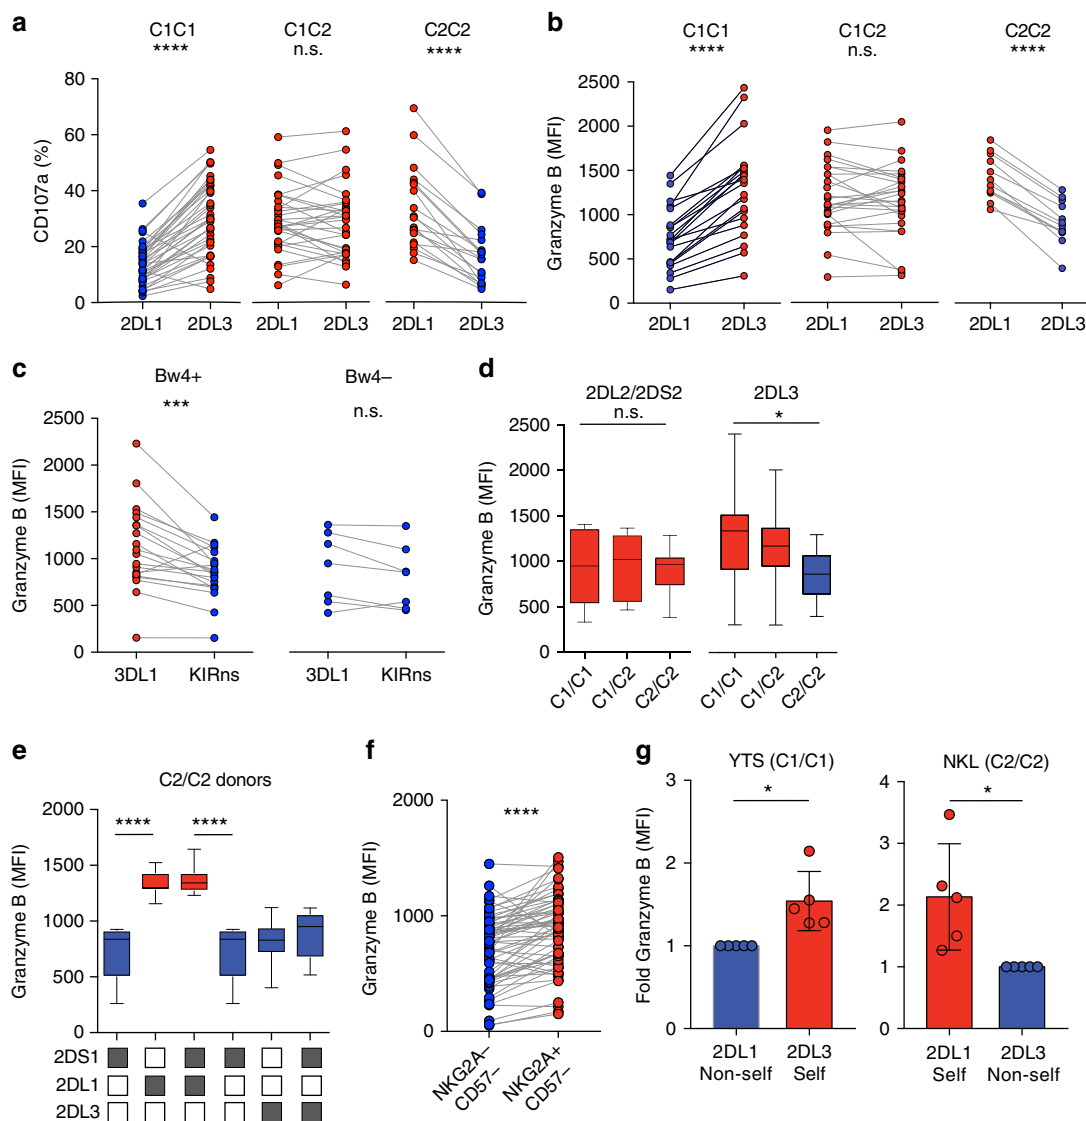 a
C1C1
C1C2
C2C2
****
n.s.
****
CD107a (%)
80
60
40
20
0
2DL1
2DL3
2DL1
2DL3
2DL1
2DL3
b
C1C1
C1C2
C2C2
****
n.s.
****
Granzyme B (MFI)
2500
2000
1500
1000
500
0
2DL1
2DL3
2DL1
2DL3
2DL1
2DL3
c
Bw4+
Bw4–
***
n.s.
Granzyme B (MFI)
2500
2000
1500
1000
500
0
3DL1
KIRns
3DL1
KIRns
d
2DL2/2DS2
2DL3
n.s.
*
Granzyme B (MFI)
2500
2000
1500
1000
500
0
C1/C1
C1/C2
C2/C2
C1/C1
C1/C2
C2/C2
e
C2/C2 donors
****
****
Granzyme B (MFI)
2000
1500
1000
500
0
2DS1
2DL1
2DL3
f
****
Granzyme B (MFI)
2000
1000
0
NKG2A–
CD57–
NKG2A+
CD57–
g
YTS (C1/C1)
*
Fold Granzyme B (MFI)
3
2
1
0
2DL1
Non-self
2DL3
Self
NKL (C2/C2)
*
4
3
2
1
0
2DL1
Self
2DL3
Non-self